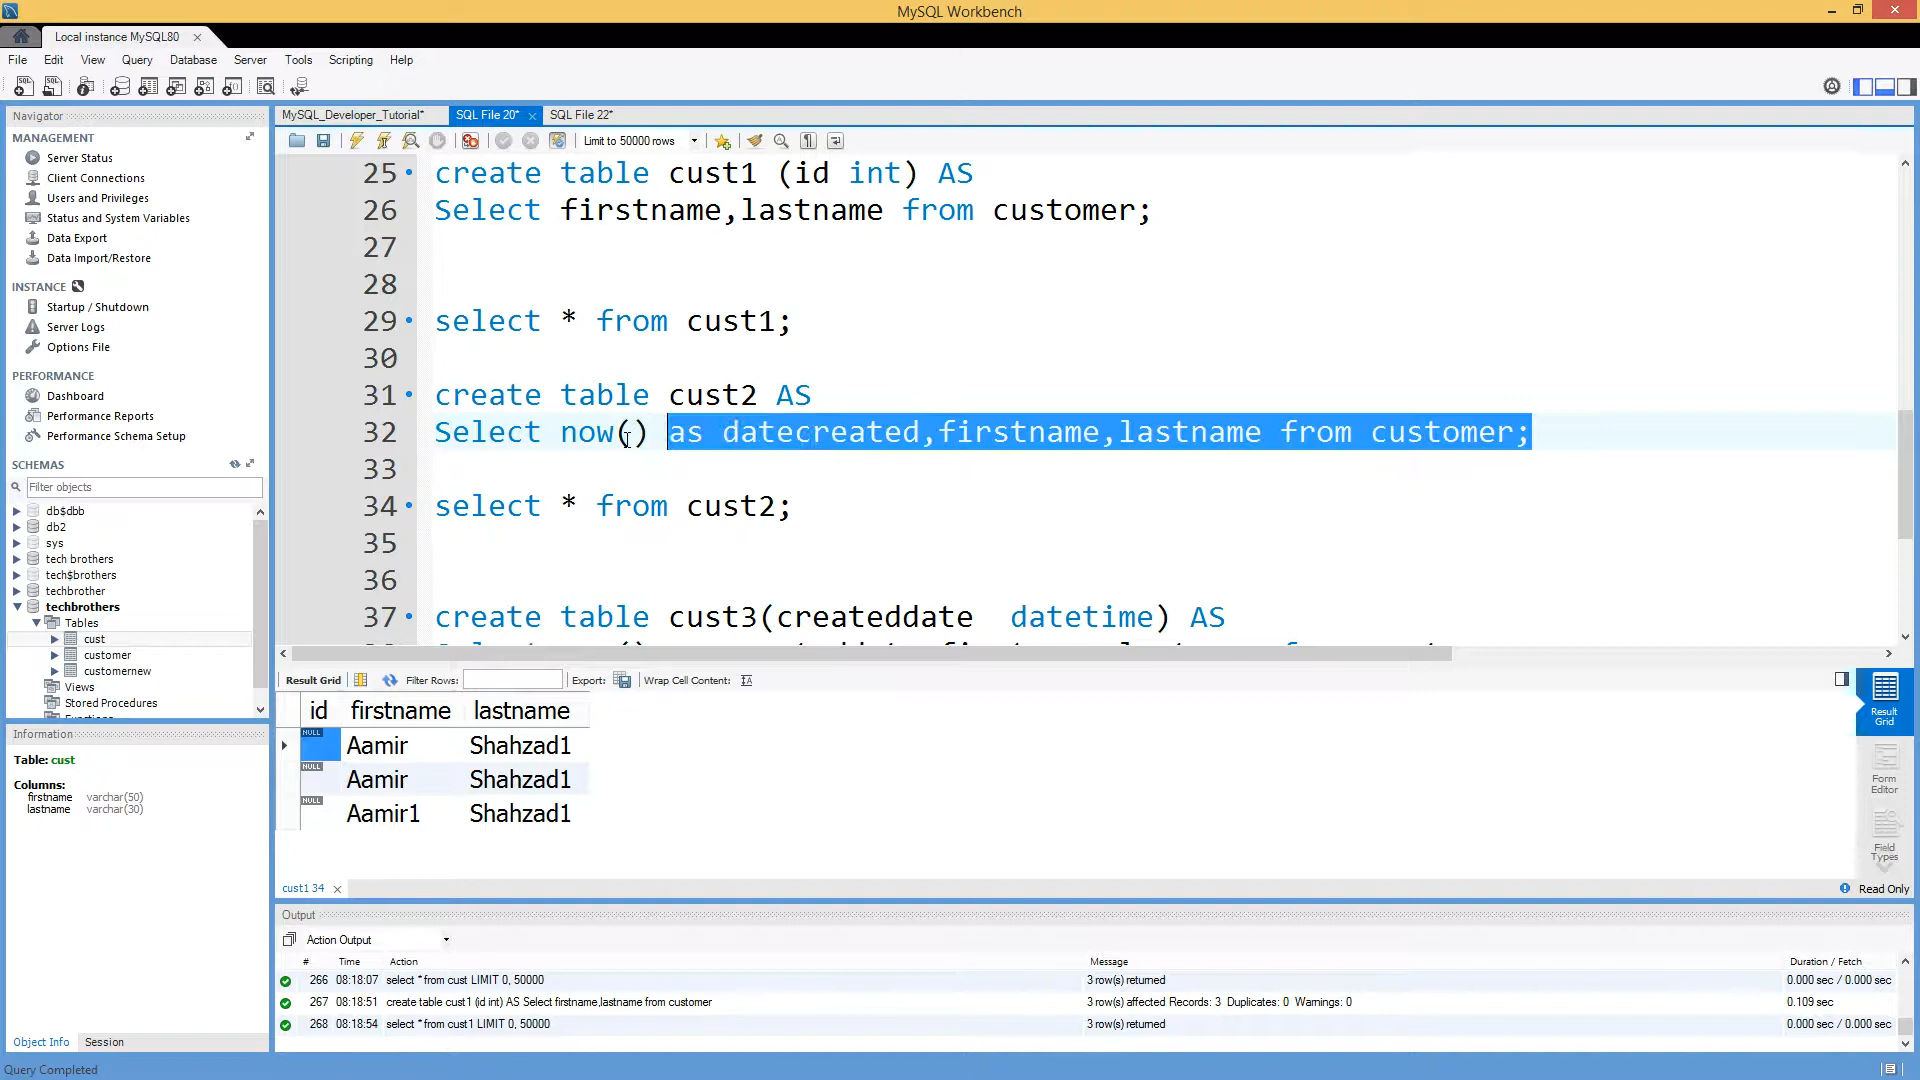 MySQL Workbench
Local instance MySQL80
File Edit View Query Database Server Tools Scripting Help
Navigator
MANAGEMENT
Server Status
Client Connections
Users and Privileges
Status and System Variables
Data Export
Data Import/Restore
INSTANCE
Startup / Shutdown
Server Logs
Options File
PERFORMANCE
Dashboard
Performance Reports
Performance Schema Setup
SCHEMAS
Filter objects
db$dbb
db2
sys
tech brothers
tech$brothers
techbrother
techbrothers
Tables
cust
customer
customernew
Views
Stored Procedures
Information
Table: cust
Columns:
firstname varchar(50)
lastname varchar(30)
Object Info Session
MySQL_Developer_Tutorial* SQL File 20* SQL File 22*
Limit to 50000 rows
25 create table cust1 (id int) AS
26 Select firstname,lastname from customer;
27
28
29 select * from cust1;
30
31 create table cust2 AS
32 Select now() as datecreated,firstname,lastname from customer;
33
34 select * from cust2;
35
36
37 create table cust3(createddate datetime) AS
Result Grid Filter Rows: Export: Wrap Cell Content:
id firstname lastname
NULL Aamir Shahzad1
NULL Aamir Shahzad1
NULL Aamir1 Shahzad1
Result Grid
Form Editor
Field Types
cust1 34
Read Only
Output
Action Output
# Time Action Message Duration / Fetch
266 08:18:07 select * from cust LIMIT 0, 50000 3 row(s) returned 0.000 sec / 0.000 sec
267 08:18:51 create table cust1 (id int) AS Select firstname,lastname from customer 3 row(s) affected Records: 3 Duplicates: 0 Warnings: 0 0.109 sec
268 08:18:54 select * from cust1 LIMIT 0, 50000 3 row(s) returned 0.000 sec / 0.000 sec
Query Completed